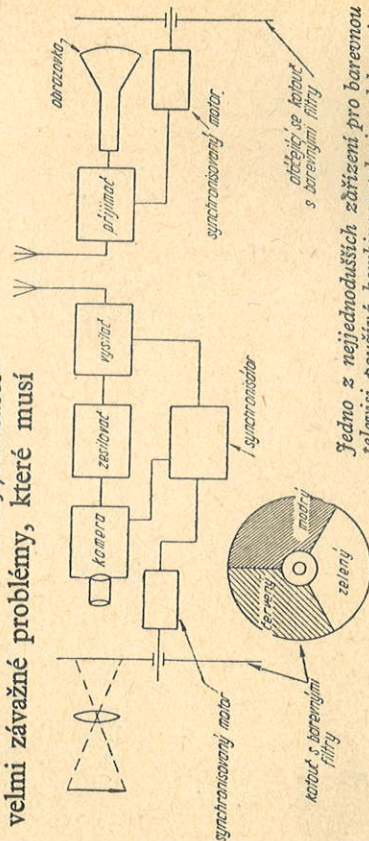 velmi závažné problémy, které musí
kamera
zesilovač
vysílač
přijímač
obrazovka
synchronisovaný motor
synchronisátor
synchronisovaný motor
červený
modrý
zelený
kotouč s barevnými
filtry
otáčející se kotouč
s barevnými filtry
Jedno z nejjednodušších zařízení pro barevnou